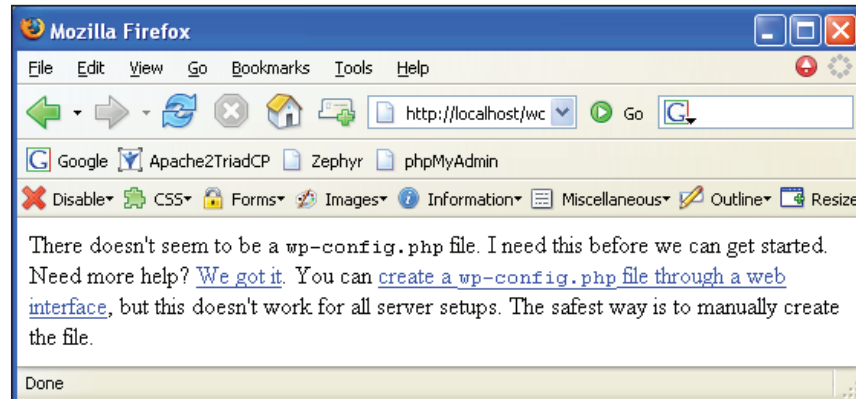 Mozilla Firefox
File Edit View Go Bookmarks Tools Help
http://localhost/wc Go G
G Google Apache2TriadCP Zephyr phpMyAdmin
Disable CSS Forms Images Information Miscellaneous Outline Resize
There doesn't seem to be a wp-config.php file. I need this before we can get started.
Need more help? We got it. You can create a wp-config.php file through a web
interface, but this doesn't work for all server setups. The safest way is to manually create
the file.
Done